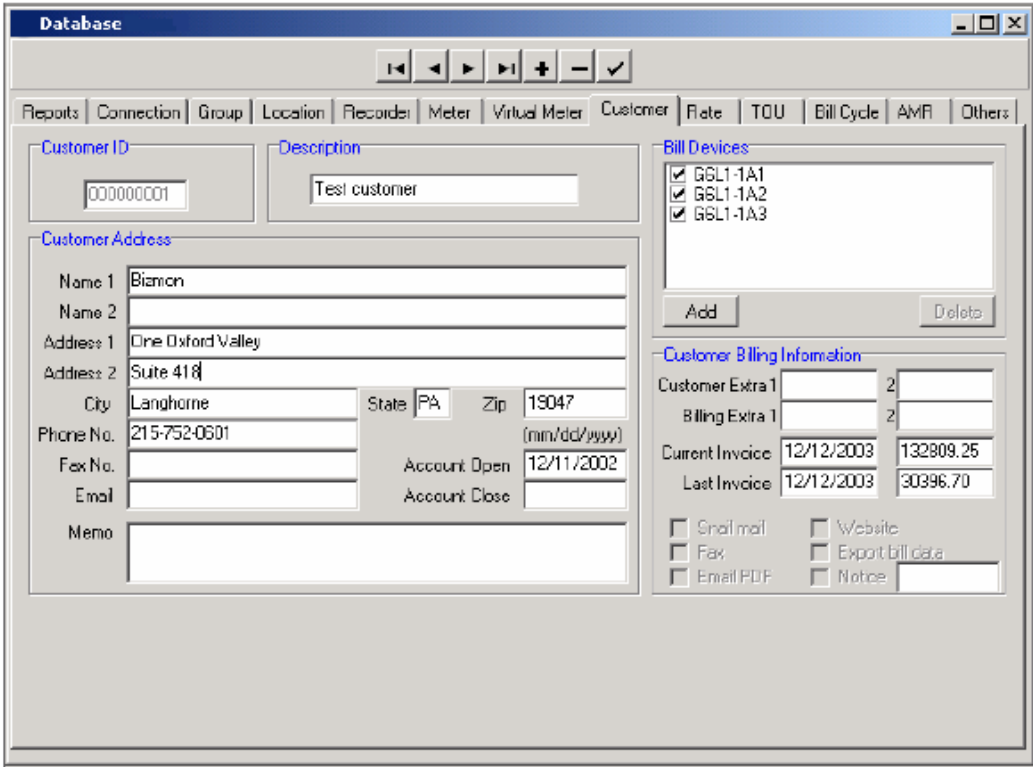 Database
Reports Connection Group Location Recorder Meter Virtual Meter Customer Rate TOU Bill Cycle AMR Others
Customer ID
000000001
Description
Test customer
Customer Address
Name 1 Bizmon
Name 2
Address 1 One Oxford Valley
Address 2 Suite 418
City Langhorne State PA Zip 19047
Phone No. 215-752-0601 (mm/dd/yyyy)
Fax No. Account Open 12/11/2002
Email Account Close
Memo
Bill Devices
GSL1-1A1
GSL1-1A2
GSL1-1A3
Add Delete
Customer Billing Information
Customer Extra 1 2
Billing Extra 1 2
Current Invoice 12/12/2003 132809.25
Last Invoice 12/12/2003 30396.70
Snail mail Website
Fax Export bill data
Email PDF Notice